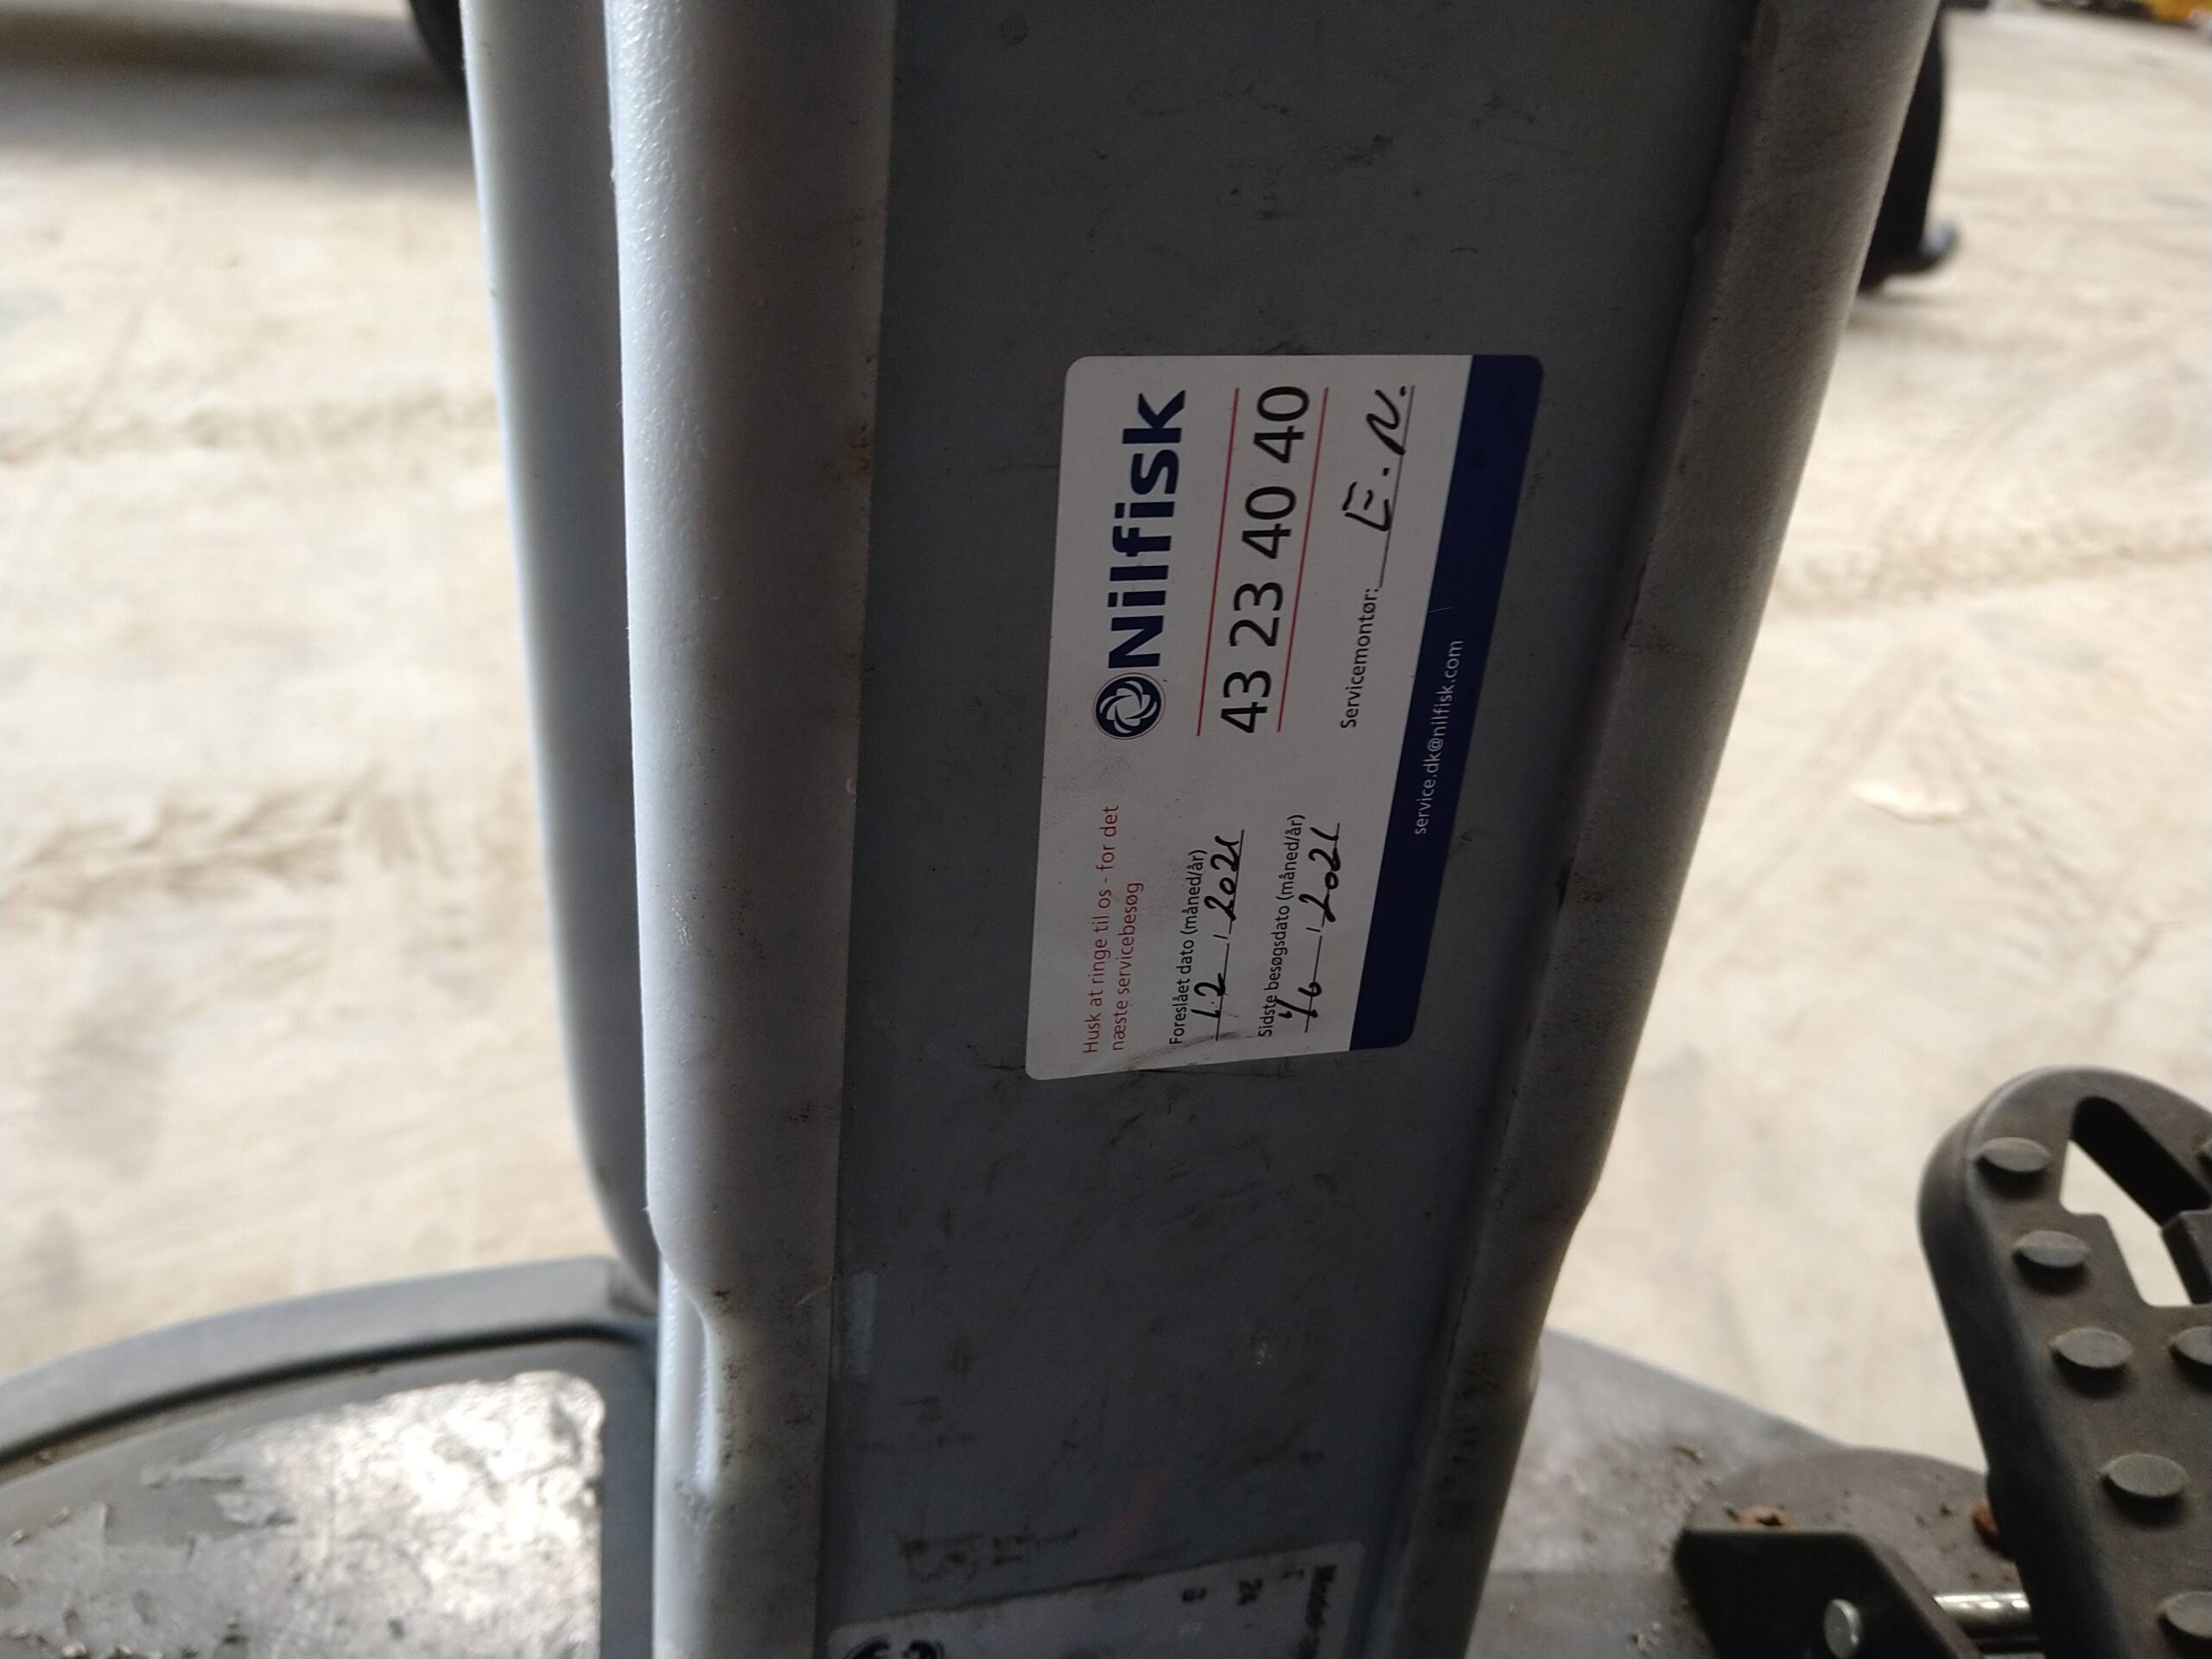 Husk at ringe til os - for det
næste servicebesøg
Foreslået dato (måned/år)
12 / 2021
Sidste besøgsdato (måned/år)
/6 / 2021
Nilfisk
43 23 40 40
Servicemontør: E.N.
service.dk@nilfisk.com
Model